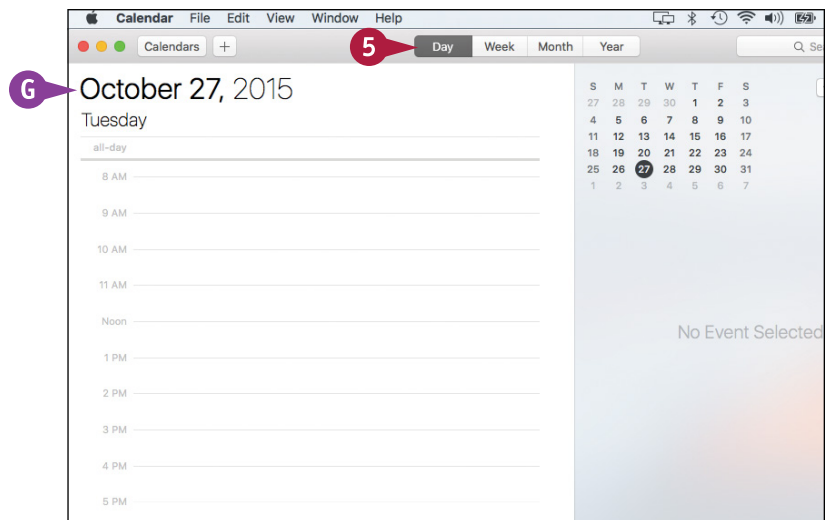 Calendar File Edit View Window Help
Calendars + 5 Day Week Month Year
G October 27, 2015
Tuesday
all-day
8 AM
9 AM
10 AM
11 AM
Noon
1 PM
2 PM
3 PM
4 PM
5 PM
S M T W T F S
27 28 29 30 1 2 3
4 5 6 7 8 9 10
11 12 13 14 15 16 17
18 19 20 21 22 23 24
25 26 27 28 29 30 31
1 2 3 4 5 6 7
No Event Selected